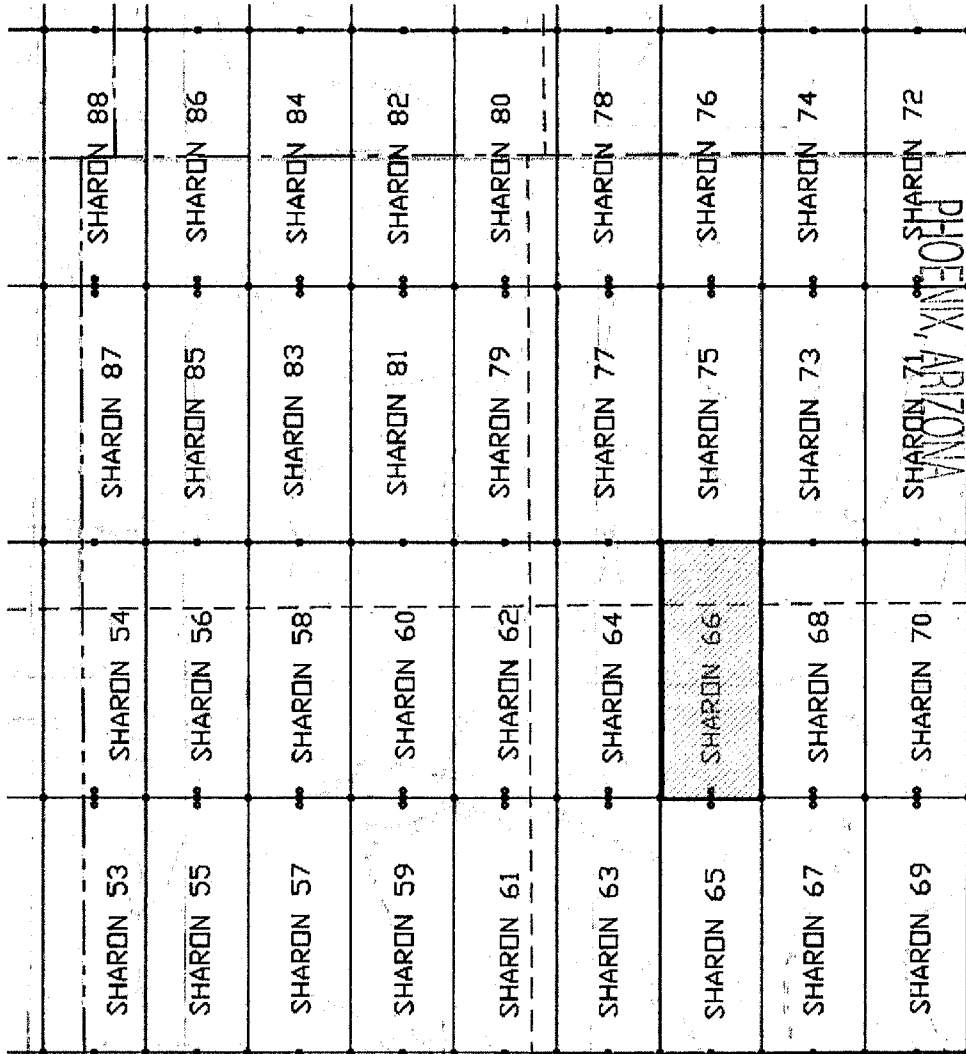 SHARON 88
SHARON 86
SHARON 84
SHARON 82
SHARON 80
SHARON 78
SHARON 76
SHARON 74
SHARON 72
SHARON 87
SHARON 85
SHARON 83
SHARON 81
SHARON 79
SHARON 77
SHARON 75
SHARON 73
SHARON 71
PHOENIX, ARIZONA
SHARON 54
SHARON 56
SHARON 58
SHARON 60
SHARON 62
SHARON 64
SHARON 66
SHARON 68
SHARON 70
SHARON 53
SHARON 55
SHARON 57
SHARON 59
SHARON 61
SHARON 63
SHARON 65
SHARON 67
SHARON 69